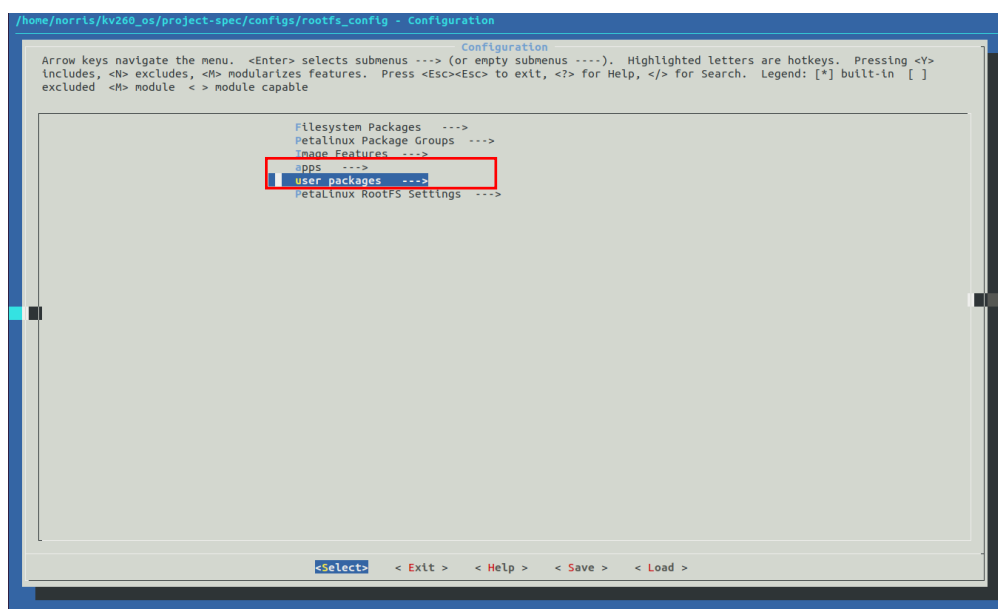 /home/norris/kv260_os/project-spec/configs/rootfs_config - Configuration
Configuration
Arrow keys navigate the menu.  <Enter> selects submenus ---> (or empty submenus ----).  Highlighted letters are hotkeys.  Pressing <Y>
includes, <N> excludes, <M> modularizes features.  Press <Esc><Esc> to exit, <?> for Help, </> for Search.  Legend: [*] built-in  [ ]
excluded  <M> module  < > module capable
Filesystem Packages  --->
Petalinux Package Groups  --->
Image Features  --->
apps  --->
user packages  --->
PetaLinux RootFS Settings  --->
<Select>    < Exit >    < Help >    < Save >    < Load >